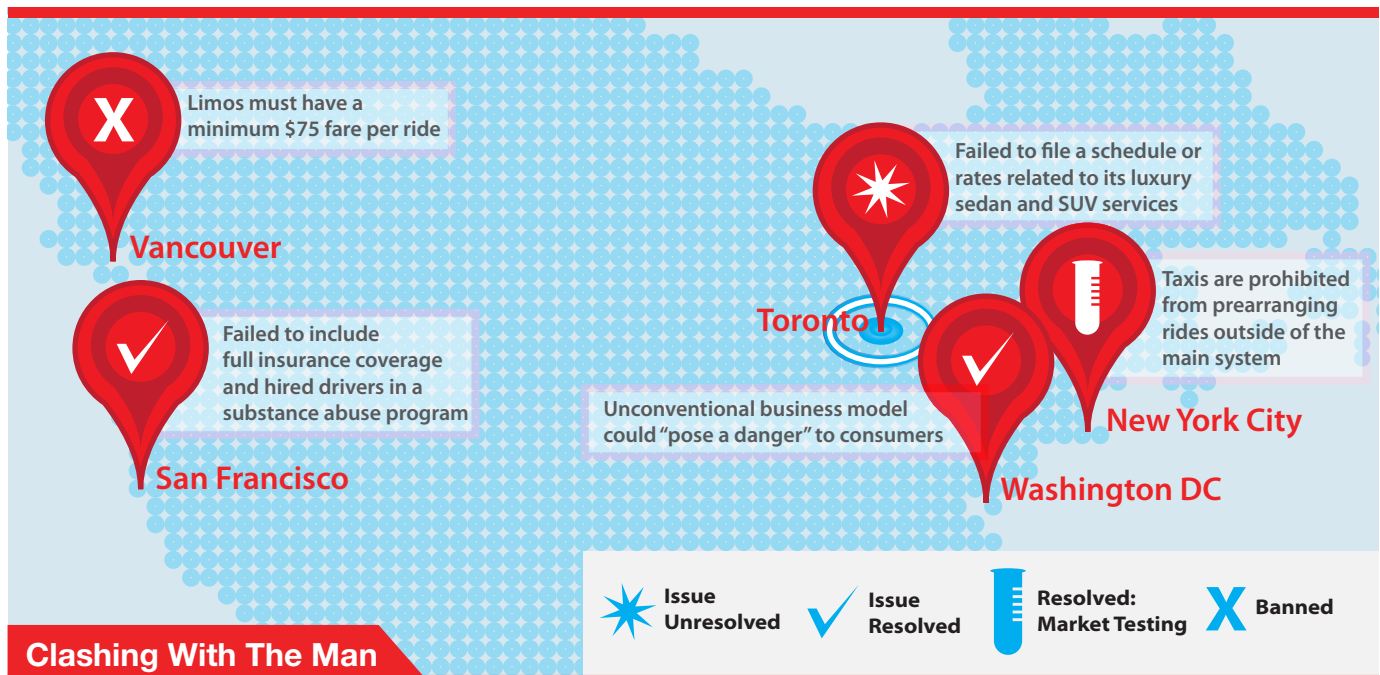 Limos must have a
minimum $75 fare per ride
X
Vancouver
Failed to file a schedule or
rates related to its luxury
sedan and SUV services
Toronto
Taxis are prohibited
from prearranging
rides outside of the
main system
New York City
Failed to include
full insurance coverage
and hired drivers in a
substance abuse program
San Francisco
Unconventional business model
could “pose a danger” to consumers
Washington DC
Issue
Unresolved
Issue
Resolved
Resolved:
Market Testing
X Banned
Clashing With The Man